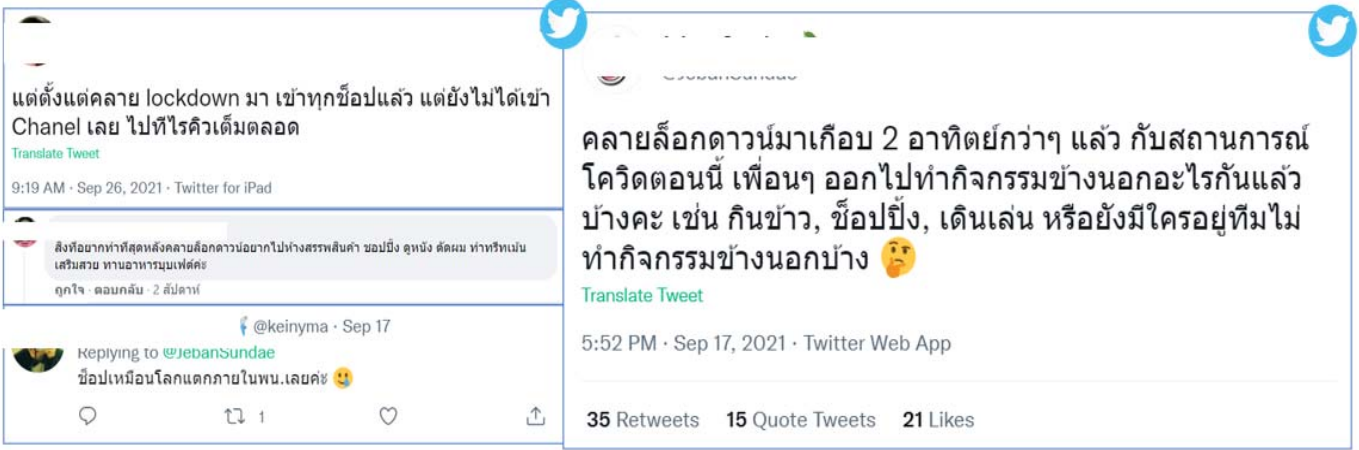 แต่ตั้งแต่คลาย lockdown มา เข้าทุกช็อปแล้ว แต่ยังไม่ได้เข้า
Chanel เลย ไปทีไรคิวเต็มตลอด
Translate Tweet
9:19 AM · Sep 26, 2021 · Twitter for iPad
สิ่งที่อยากทำที่สุดหลังคลายล็อกดาวน์อยากไปห้างสรรพสินค้า ชอปปิ้ง ดูหนัง ตัดผม ทำทรีทเม้น
เสริมสวย ทานอาหารบุบเฟต์ค่ะ
ถูกใจ · ตอบกลับ · 2 สัปดาห์
@keinyma · Sep 17
Replying to @JebanSundae
ช็อปเหมือนโลกแตกภายในพน.เลยค่ะ 🥲
1
@JebanSundae
คลายล็อกดาวน์มาเกือบ 2 อาทิตย์กว่าๆ แล้ว กับสถานการณ์
โควิดตอนนี้ เพื่อนๆ ออกไปทำกิจกรรมข้างนอกอะไรกันแล้ว
บ้างคะ เช่น กินข้าว, ช็อปปิ้ง, เดินเล่น หรือยังมีใครอยู่ทีมไม่
ทำกิจกรรมข้างนอกบ้าง 🤔
Translate Tweet
5:52 PM · Sep 17, 2021 · Twitter Web App
35 Retweets 15 Quote Tweets 21 Likes